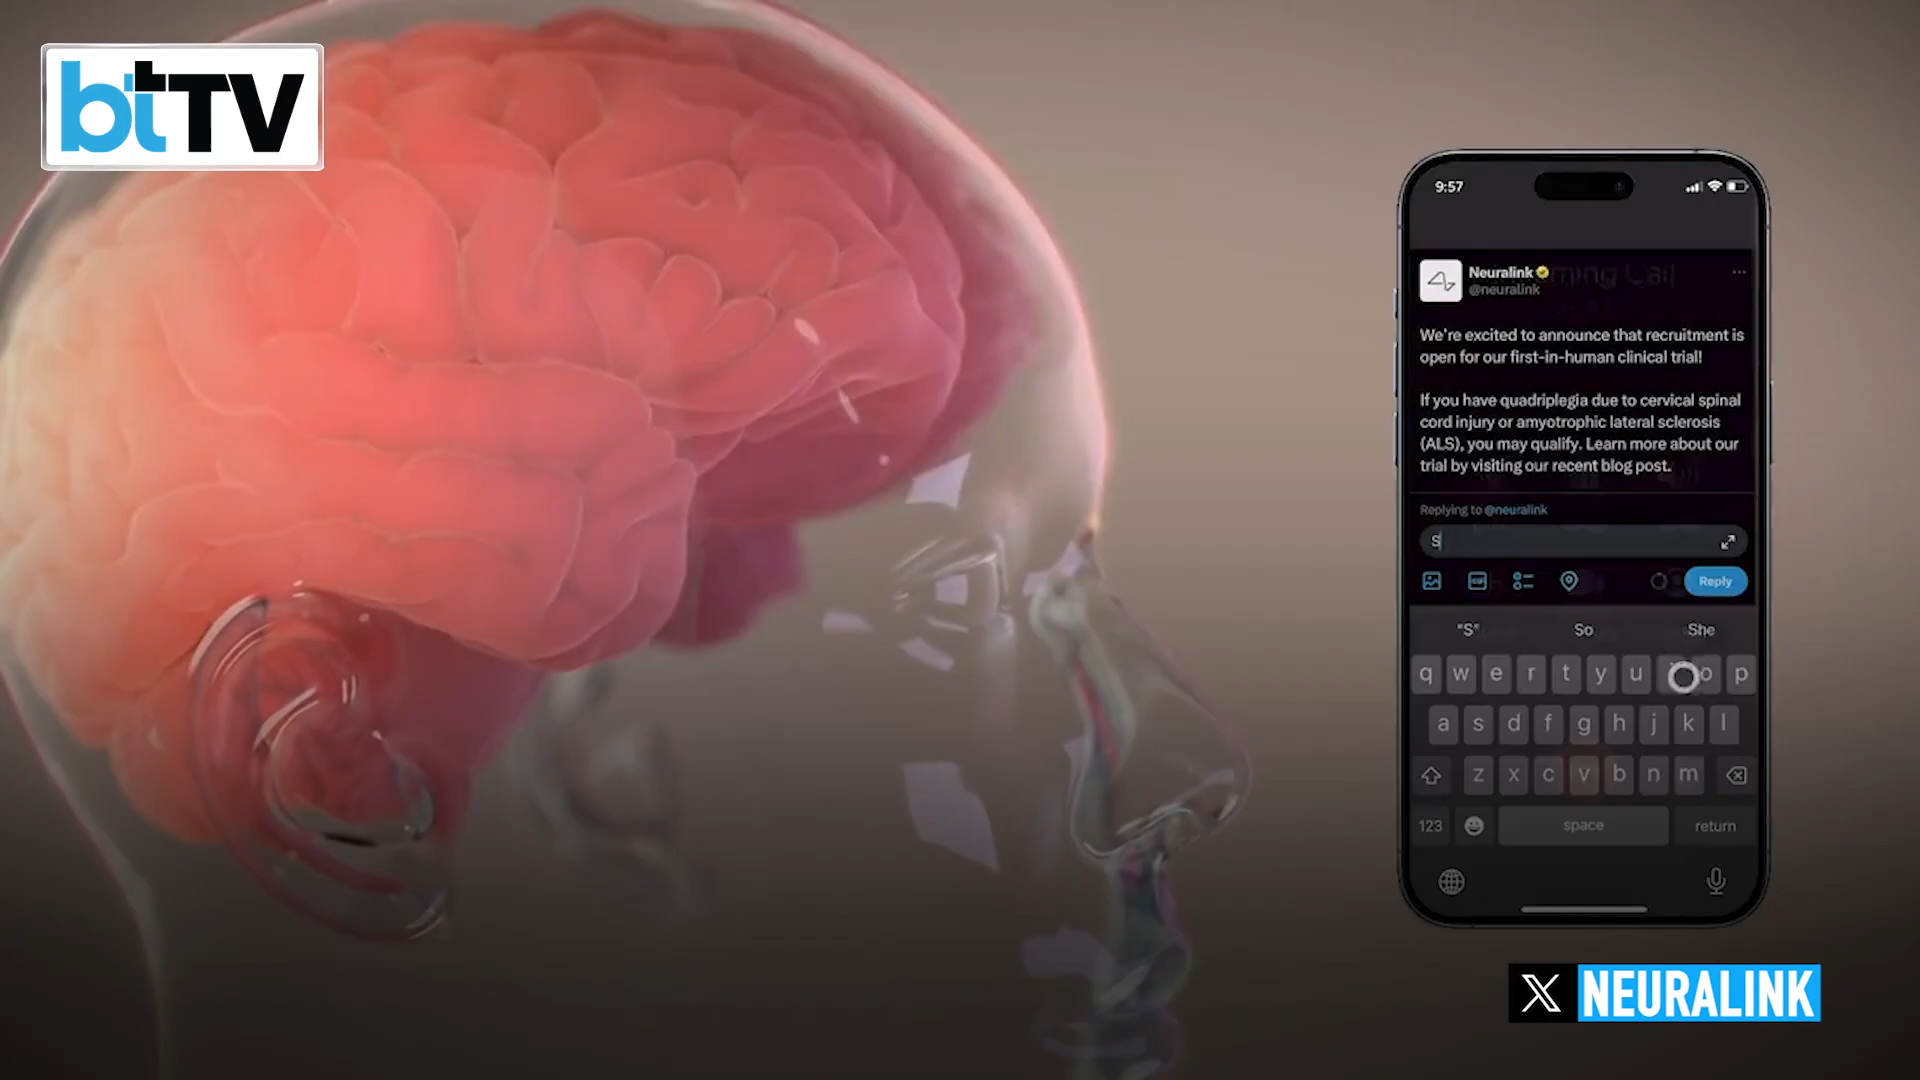 btTV
9:57
Neuralink
@neuralink
We're excited to announce that recruitment is
open for our first-in-human clinical trial!
If you have quadriplegia due to cervical spinal
cord injury or amyotrophic lateral sclerosis
(ALS), you may qualify. Learn more about our
trial by visiting our recent blog post.
Replying to @neuralink
S
GIF
Reply
"S" So She
q w e r t y u o p
a s d f g h j k l
z x c v b n m
123 space return
X NEURALINK